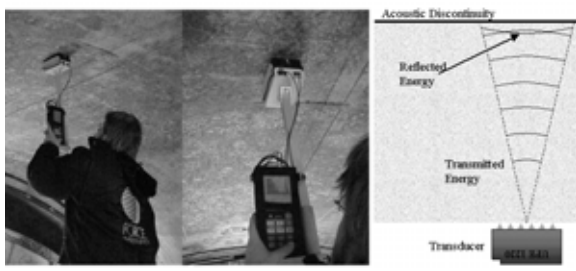 Acoustic Discontinuity
Reflected
Energy
Transmitted
Energy
Transducer